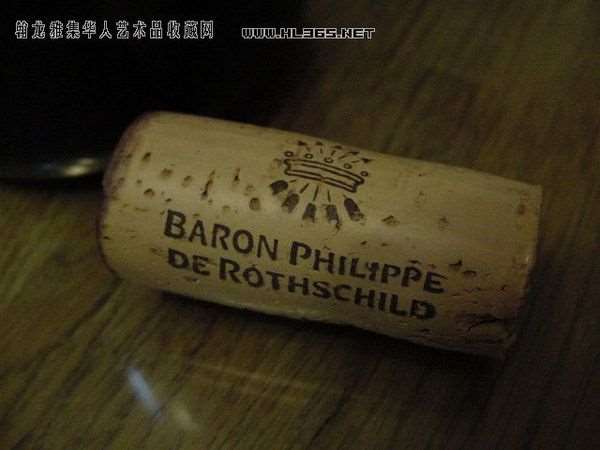 翰龙雅集华人艺术品收藏网 WWW.HL365.NET
BARON PHILIPPE
DE ROTHSCHILD